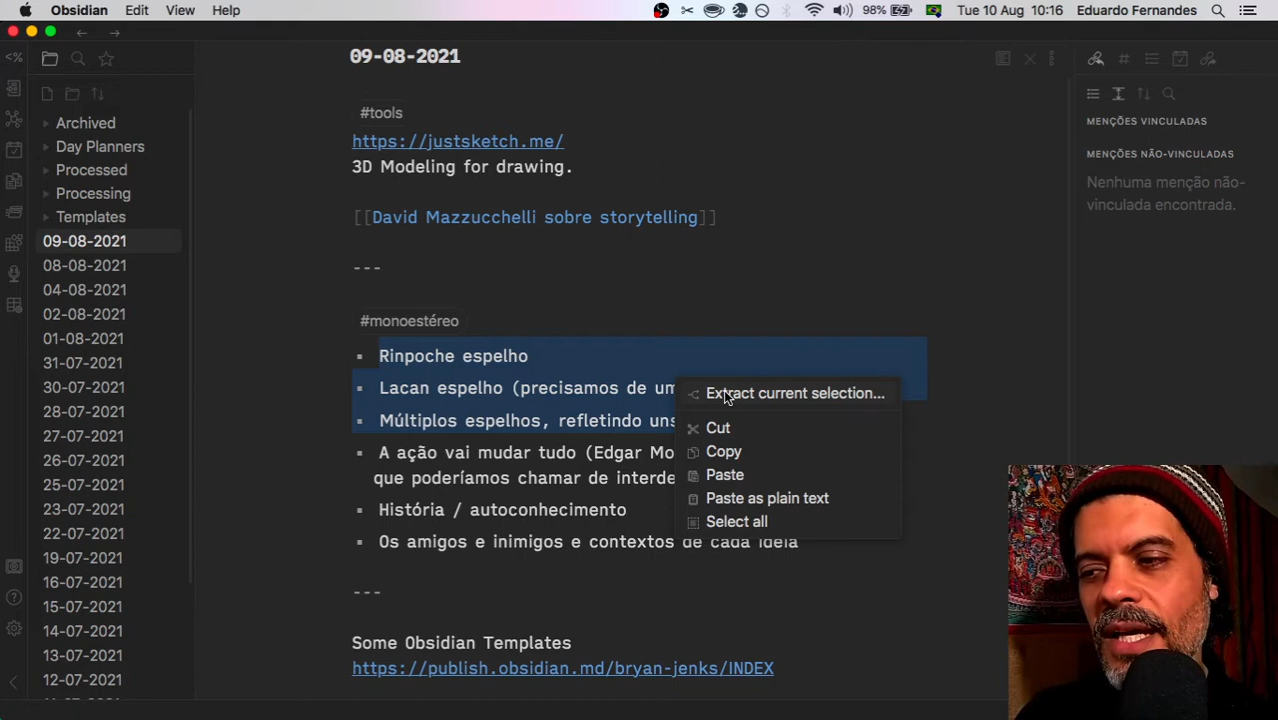 Obsidian Edit View Help 98% Tue 10 Aug 10:16 Eduardo Fernandes
<%
Archived
Day Planners
Processed
Processing
Templates
09-08-2021
08-08-2021
04-08-2021
02-08-2021
01-08-2021
31-07-2021
30-07-2021
28-07-2021
27-07-2021
26-07-2021
24-07-2021
23-07-2021
22-07-2021
19-07-2021
16-07-2021
15-07-2021
14-07-2021
13-07-2021
12-07-2021
09-08-2021
#tools
https://justsketch.me/
3D Modeling for drawing.
[[David Mazzucchelli sobre storytelling]]
---
#monoestéreo
Rinpoche espelho
Lacan espelho (precisamos de um
Múltiplos espelhos, refletindo uns
A ação vai mudar tudo (Edgar Mo
que poderíamos chamar de interde
História / autoconhecimento
Os amigos e inimigos e contextos de cada ideia
---
Some Obsidian Templates
https://publish.obsidian.md/bryan-jenks/INDEX
Extract current selection...
Cut
Copy
Paste
Paste as plain text
Select all
MENÇÕES VINCULADAS
MENÇÕES NÃO-VINCULADAS
Nenhuma menção não-
vinculada encontrada.